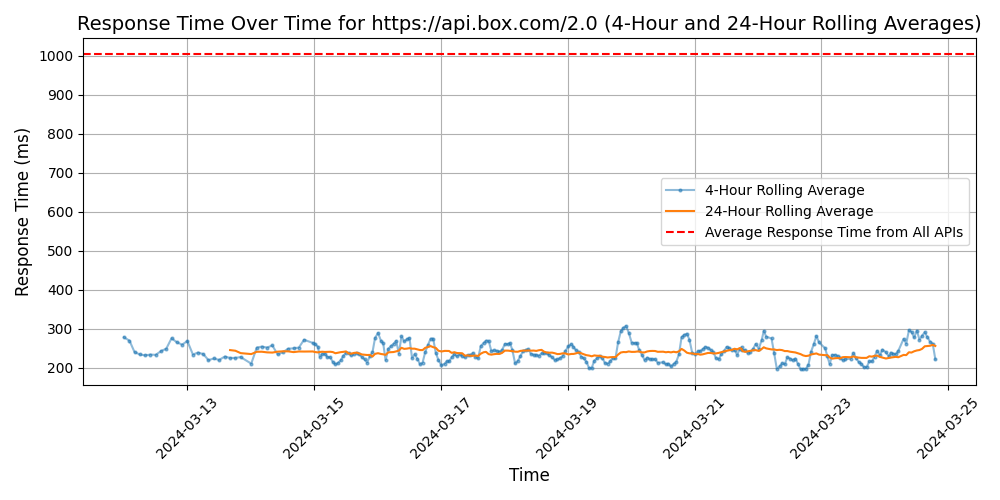 Response Time Over Time for https://api.box.com/2.0 (4-Hour and 24-Hour Rolling Averages)
Response Time (ms)
1000
900
800
700
600
500
400
300
200
4-Hour Rolling Average
24-Hour Rolling Average
Average Response Time from All APIs
2024-03-13
2024-03-15
2024-03-17
2024-03-19
2024-03-21
2024-03-23
2024-03-25
Time